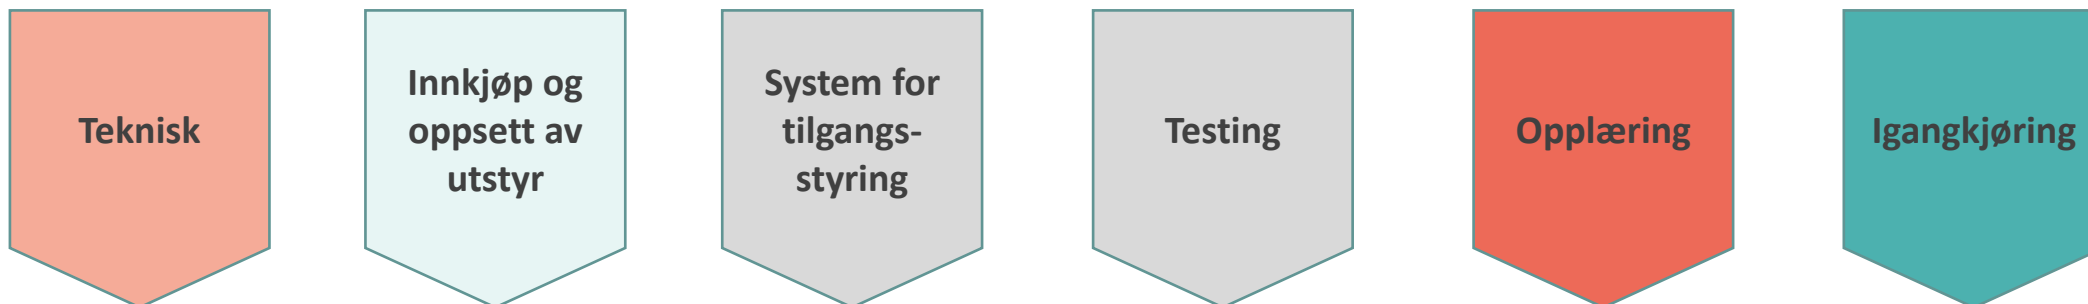 Teknisk
Innkjøp og
oppsett av
utstyr
System for
tilgangs-
styring
Testing
Opplæring
Igangkjøring